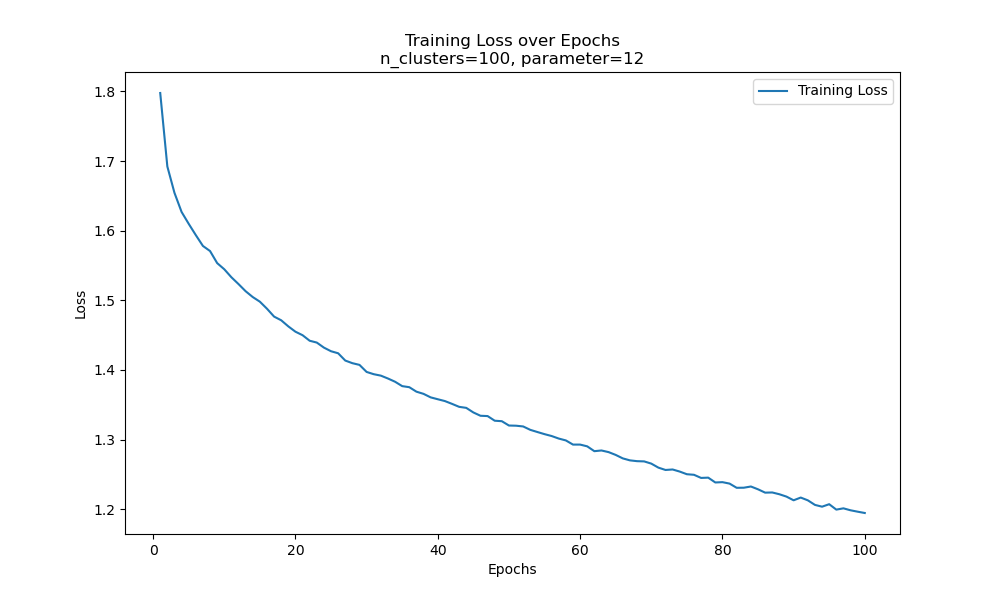 Training Loss over Epochs
n_clusters=100, parameter=12
Training Loss
1.8
1.7
1.6
1.5
1.4
1.3
1.2
Loss
0 20 40 60 80 100
Epochs